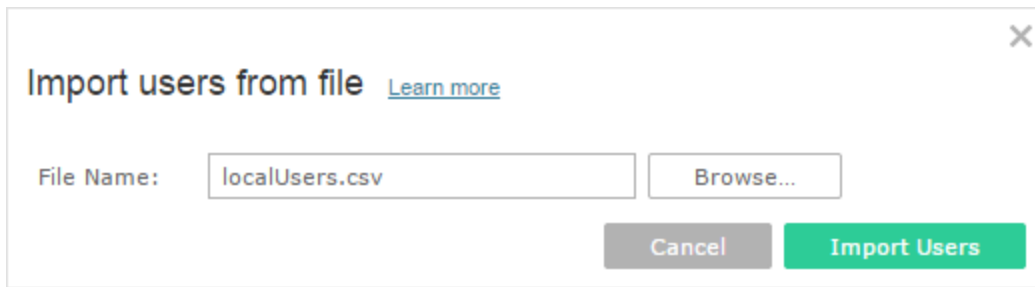 Import users from file Learn more
File Name: localUsers.csv Browse...
Cancel Import Users